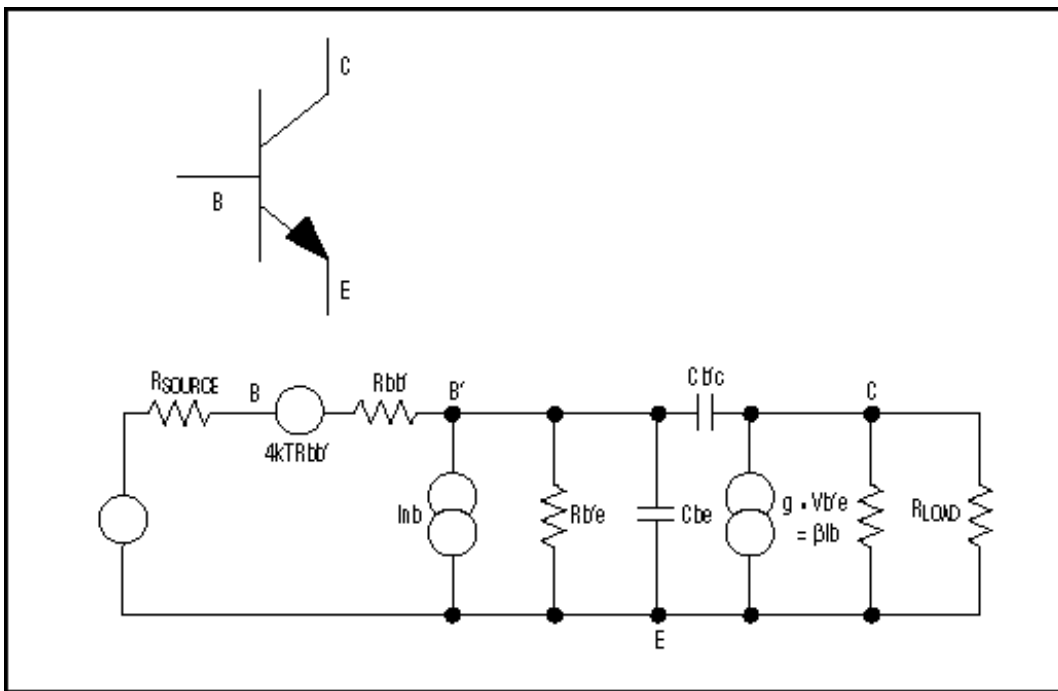 C
B
E
RSOURCE
B
4kTRbb′
Rbb′
B′
Cb′c
C
Inb
Rb′e
Cbe
g • Vb′e
= βIb
RLOAD
E